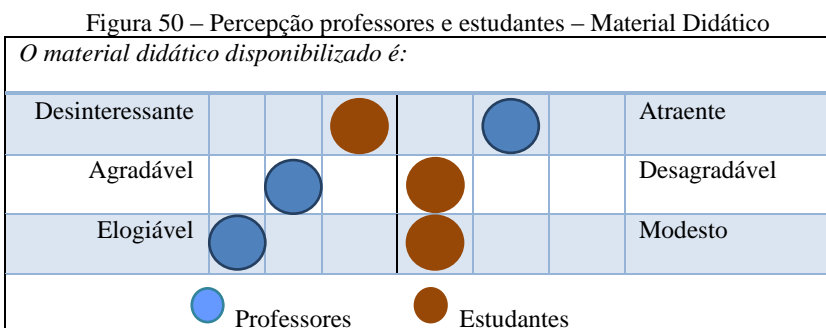 Figura 50 – Percepção professores e estudantes – Material Didático
O material didático disponibilizado é:
Desinteressante Atraente
Agradável Desagradável
Elogiável Modesto
Professores Estudantes